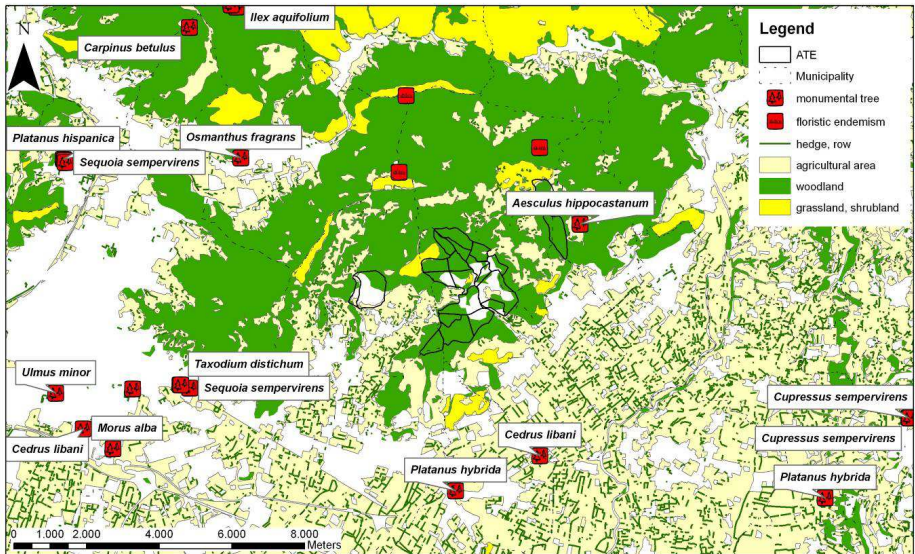 Ilex aquifolium
N
Carpinus betulus
Platanus hispanica
Osmanthus fragrans
Sequoia sempervirens
Aesculus hippocastanum
Legend
ATE
Municipality
monumental tree
floristic endemism
hedge, row
agricultural area
woodland
grassland, shrubland
Taxodium distichum
Ulmus minor
Sequoia sempervirens
Morus alba
Cedrus libani
Cupressus sempervirens
Cedrus libani
Cupressus sempervirens
Platanus hybrida
Platanus hybrida
0 1.000 2.000 4.000 6.000 8.000
Meters